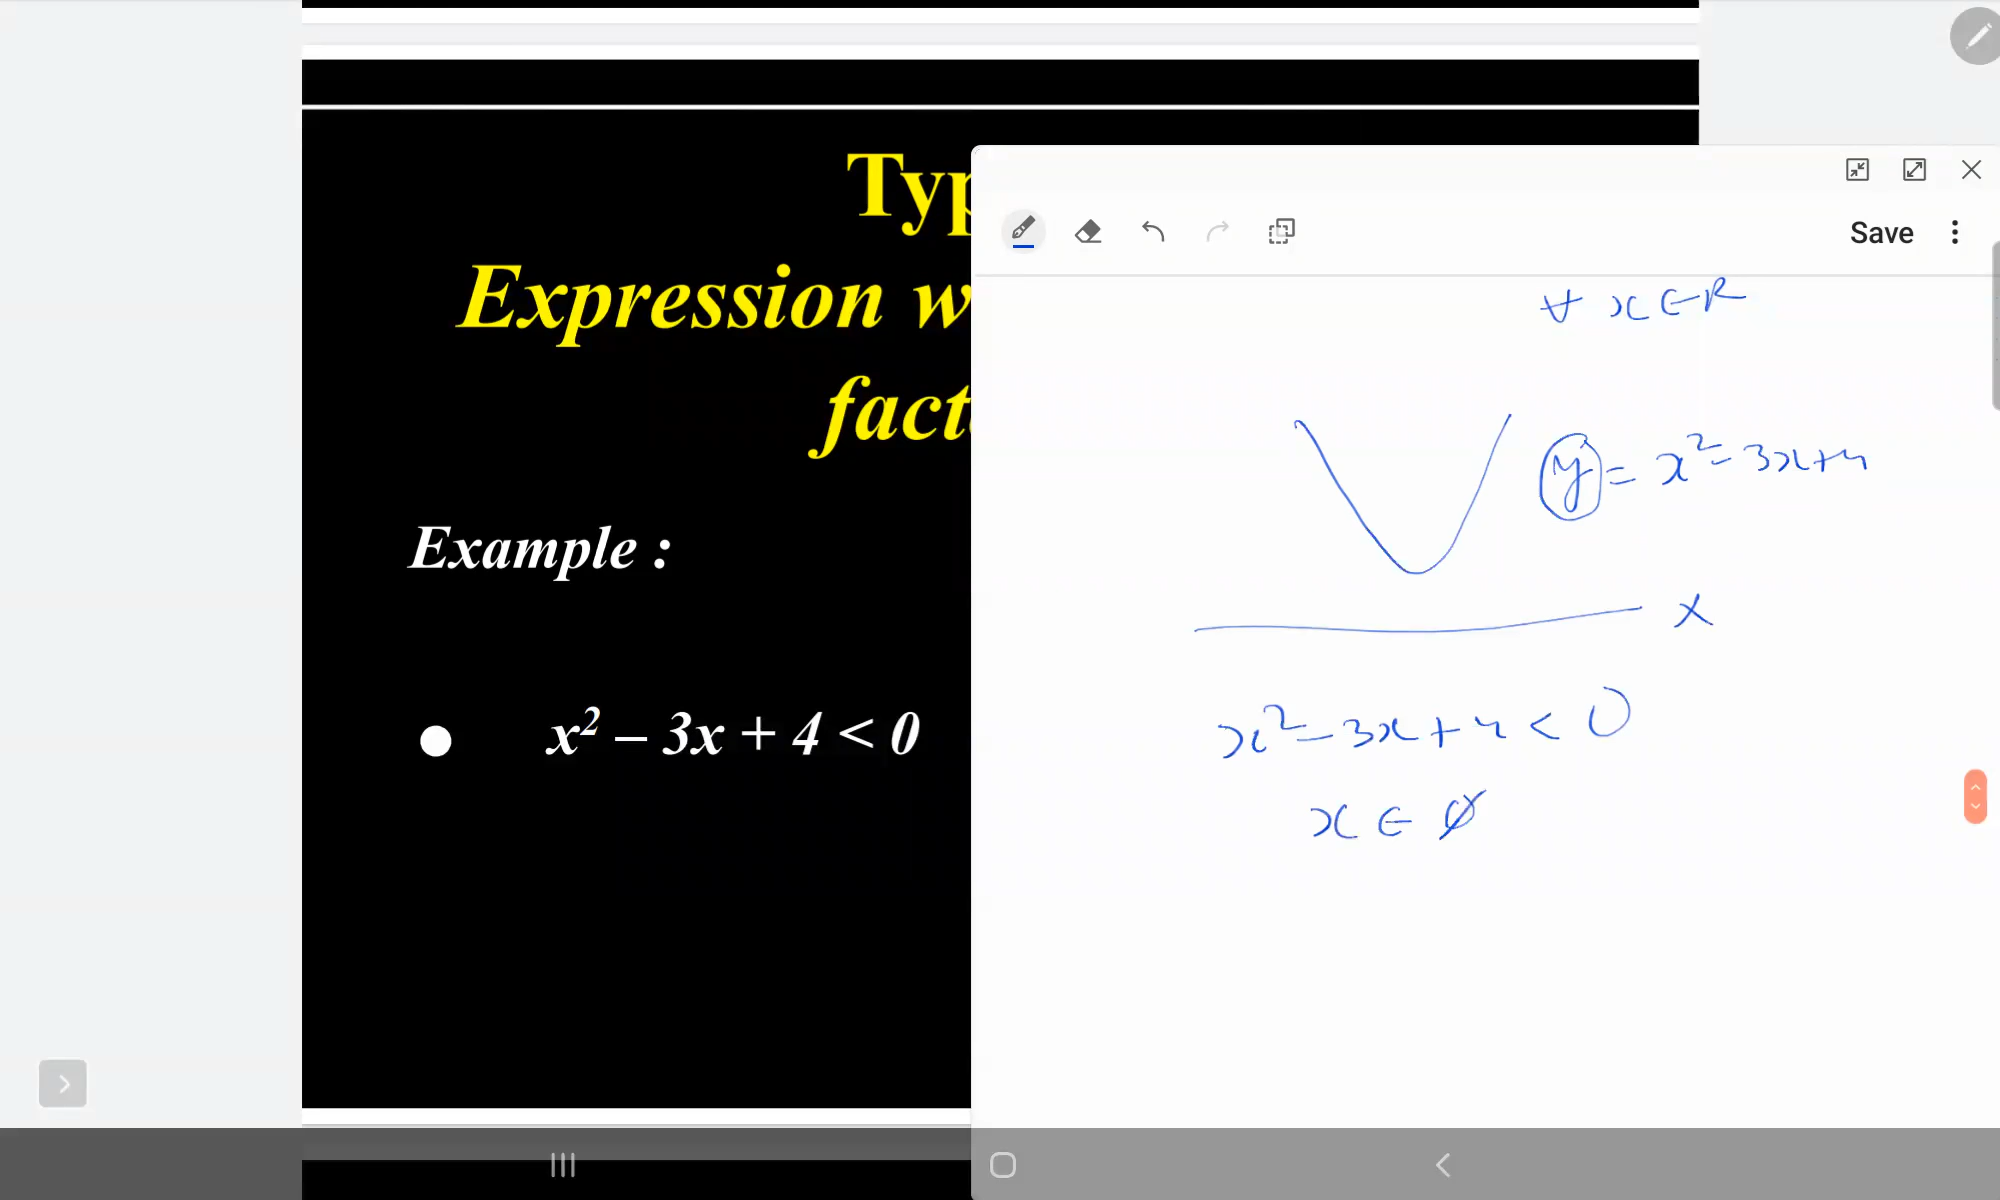 Typ
Expression w
fact
Example :
x² – 3x + 4 < 0
Save
∀ x ∈ R
y = x² – 3x + 4
x
x² – 3x + 4 < 0
x ∈ ∅